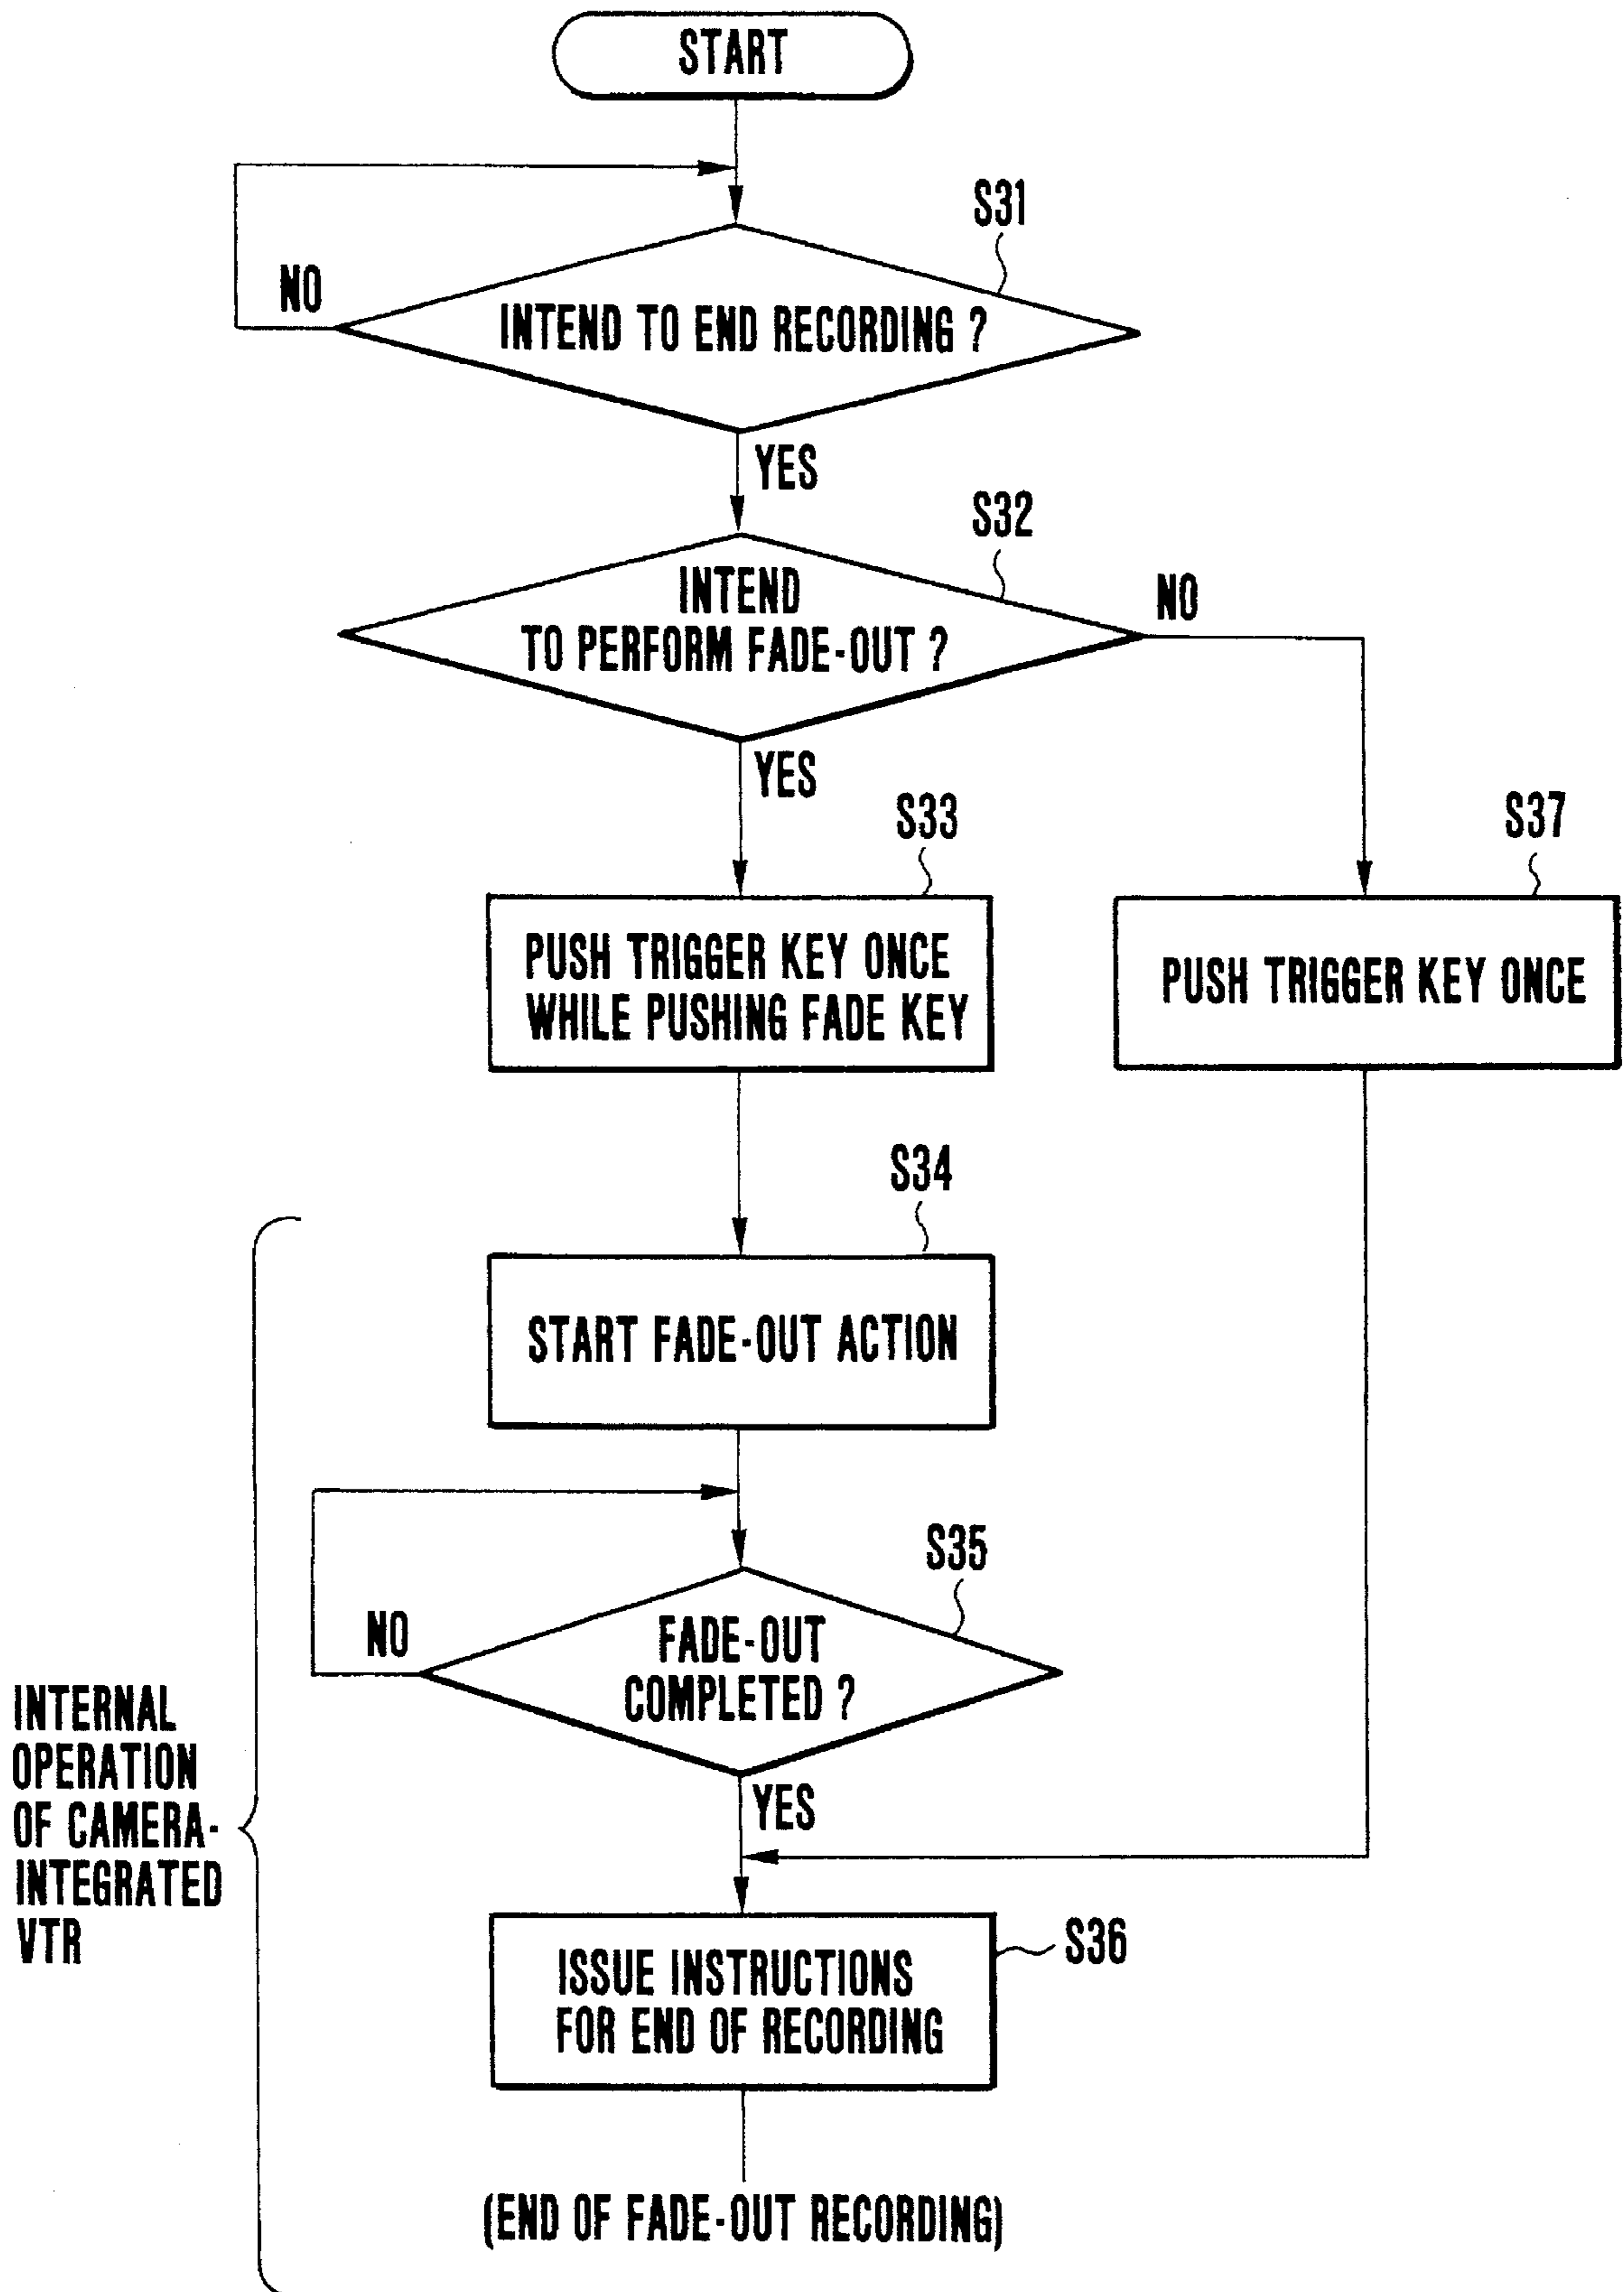 START
S31
NO
INTEND TO END RECORDING ?
YES
S32
INTEND
TO PERFORM FADE-OUT ?
NO
YES
S33
S37
PUSH TRIGGER KEY ONCE
WHILE PUSHING FADE KEY
PUSH TRIGGER KEY ONCE
S34
START FADE-OUT ACTION
S35
NO
FADE-OUT
COMPLETED ?
YES
INTERNAL
OPERATION
OF CAMERA-
INTEGRATED
VTR
S36
ISSUE INSTRUCTIONS
FOR END OF RECORDING
(END OF FADE-OUT RECORDING)